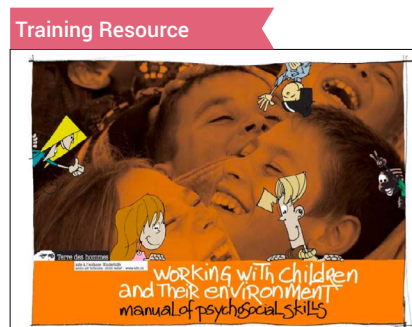 Training Resource
Terre des hommes
working with children
and their environment
manual of psychosocial skills